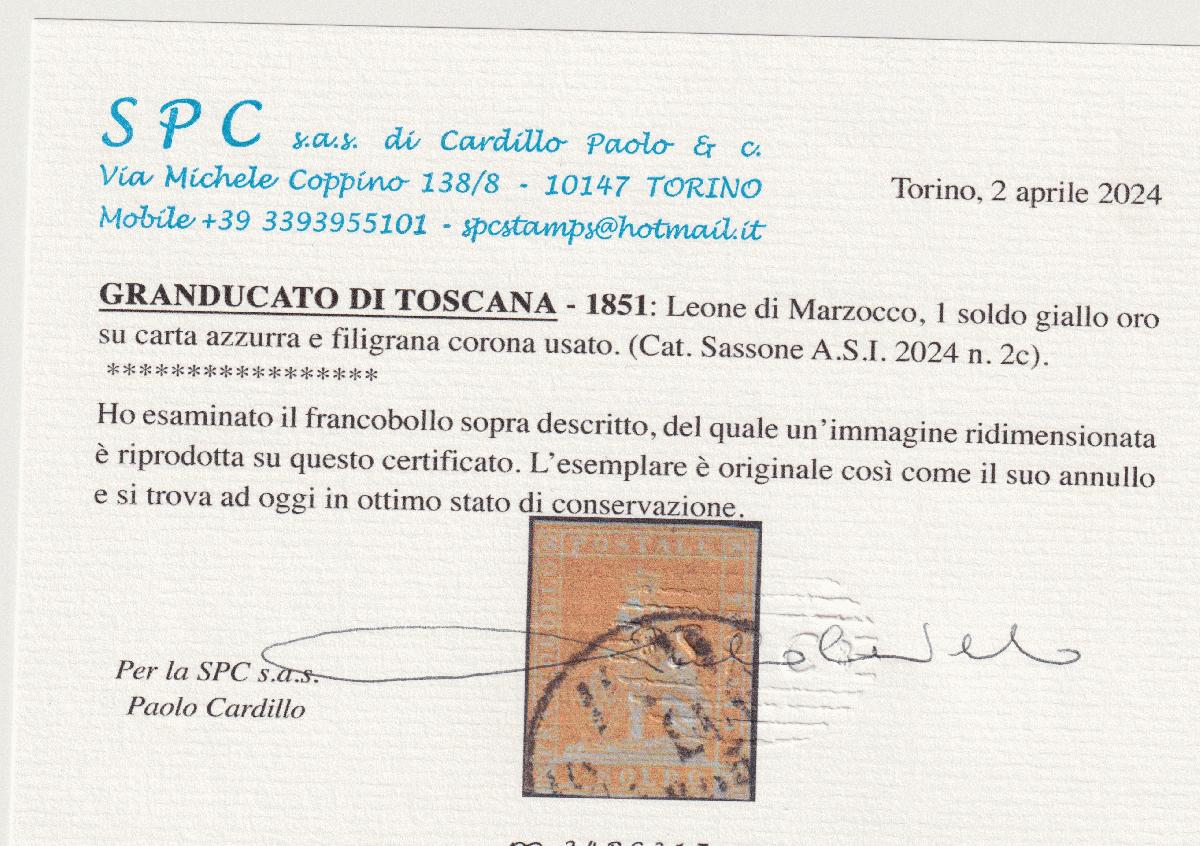 SPC s.a.s. di Cardillo Paolo & c.
Via Michele Coppino 138/8 - 10147 TORINO
Mobile +39 3393955101 - spcstamps@hotmail.it
Torino, 2 aprile 2024
GRANDUCATO DI TOSCANA - 1851: Leone di Marzocco, 1 soldo giallo oro
su carta azzurra e filigrana corona usato. (Cat. Sassone A.S.I. 2024 n. 2c).
*****************
Ho esaminato il francobollo sopra descritto, del quale un'immagine ridimensionata
è riprodotta su questo certificato. L'esemplare è originale così come il suo annullo
e si trova ad oggi in ottimo stato di conservazione.
POSTALE
Per la SPC s.a.s.
Paolo Cardillo